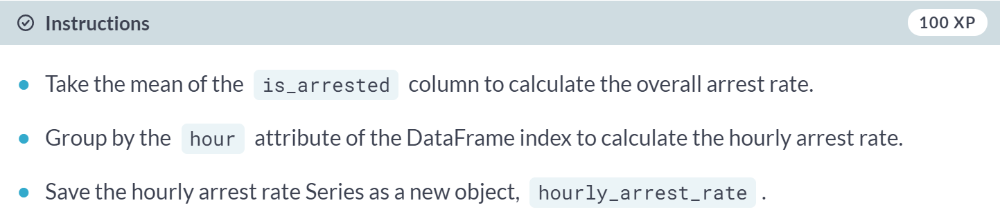 Instructions 100 XP
Take the mean of the is_arrested column to calculate the overall arrest rate.
Group by the hour attribute of the DataFrame index to calculate the hourly arrest rate.
Save the hourly arrest rate Series as a new object, hourly_arrest_rate .